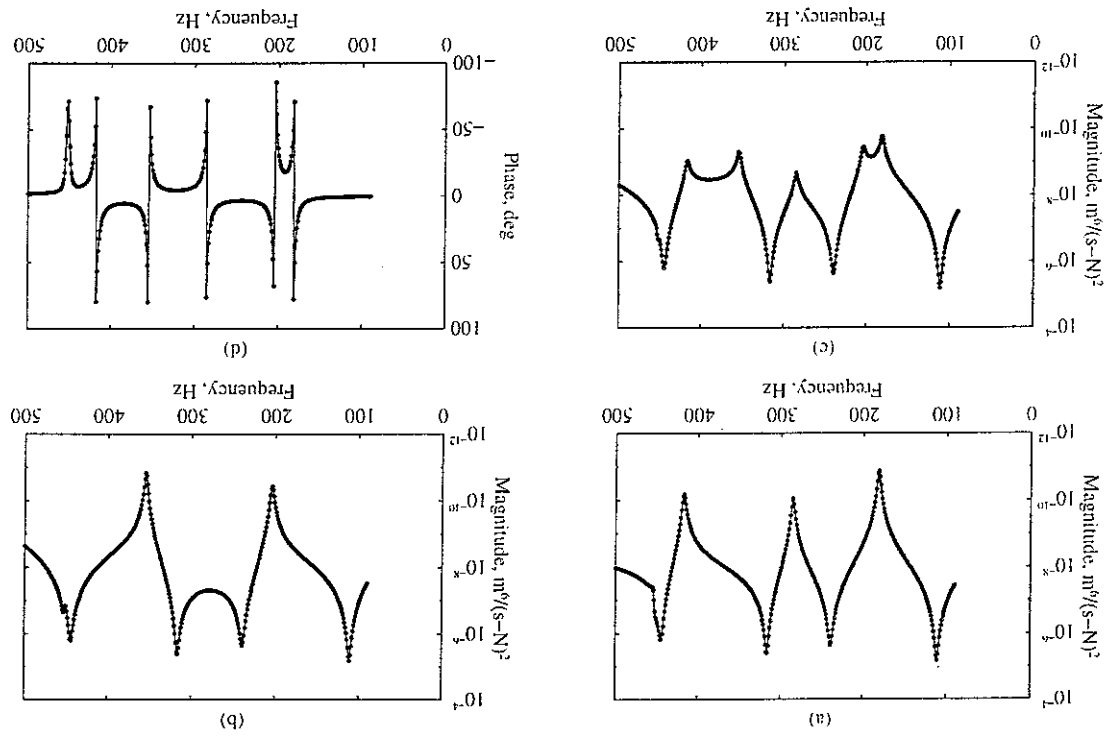 (a)
10⁻⁴
10⁻⁶
10⁻⁸
10⁻¹⁰
10⁻¹²
Magnitude, m⁶/(s–N)²
0 100 200 300 400 500
Frequency, Hz
(b)
10⁻⁴
10⁻⁶
10⁻⁸
10⁻¹⁰
10⁻¹²
Magnitude, m⁶/(s–N)²
0 100 200 300 400 500
Frequency, Hz
(c)
10⁻⁴
10⁻⁶
10⁻⁸
10⁻¹⁰
10⁻¹²
Magnitude, m⁶/(s–N)²
0 100 200 300 400 500
Frequency, Hz
(d)
100
50
0
−50
−100
Phase, deg
0 100 200 300 400 500
Frequency, Hz